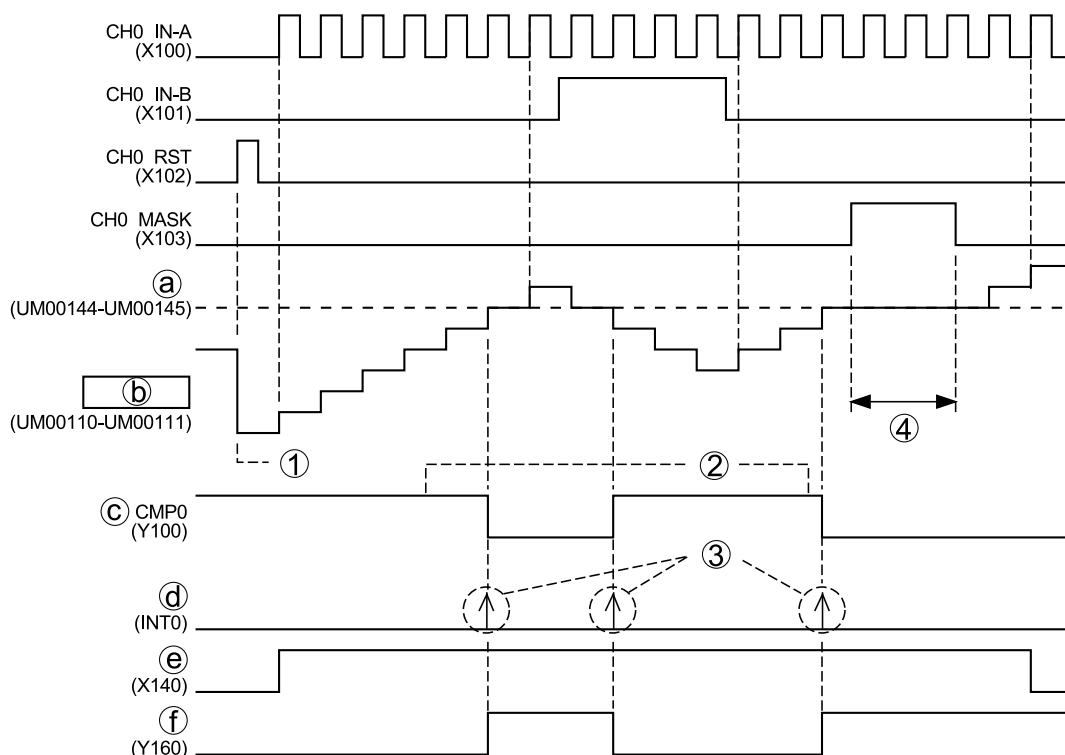 CH0 IN-A
(X100)
CH0 IN-B
(X101)
CH0 RST
(X102)
CH0 MASK
(X103)
ⓐ
(UM00144-UM00145)
ⓑ
(UM00110-UM00111)
①
④
②
ⓒ CMP0
(Y100)
③
ⓓ
(INT0)
ⓔ
(X140)
ⓕ
(Y160)